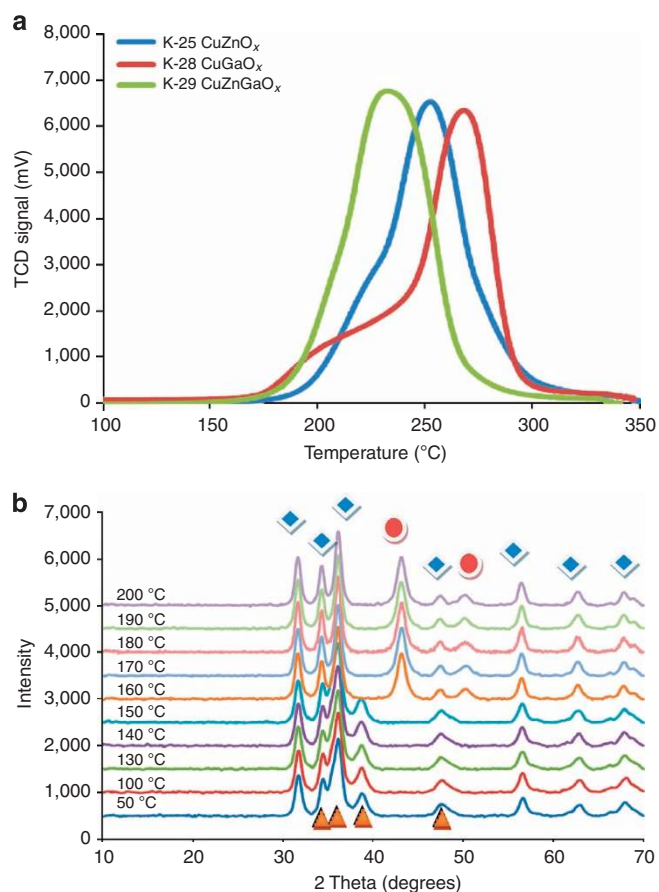 a
8,000
7,000
6,000
5,000
4,000
3,000
2,000
1,000
0
TCD signal (mV)
K-25 CuZnOx
K-28 CuGaOx
K-29 CuZnGaOx
100
150
200
250
300
350
Temperature (°C)
b
7,000
6,000
5,000
4,000
3,000
2,000
1,000
0
Intensity
200 °C
190 °C
180 °C
170 °C
160 °C
150 °C
140 °C
130 °C
100 °C
50 °C
10
20
30
40
50
60
70
2 Theta (degrees)